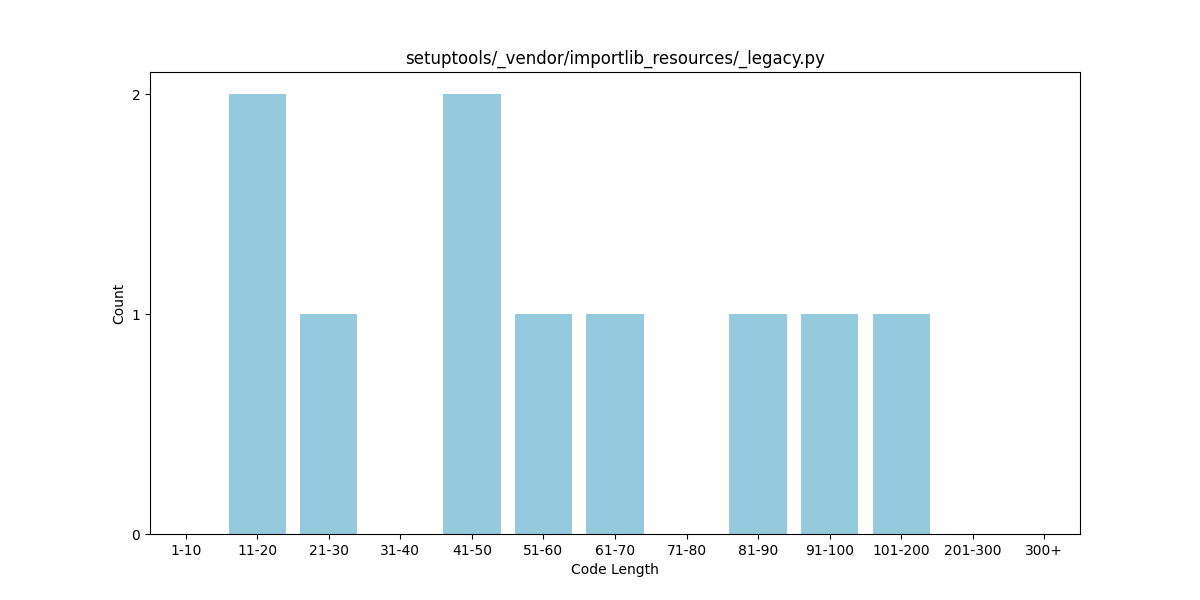 setuptools/_vendor/importlib_resources/_legacy.py
Count
2
1
0
1-10 11-20 21-30 31-40 41-50 51-60 61-70 71-80 81-90 91-100 101-200 201-300 300+
Code Length